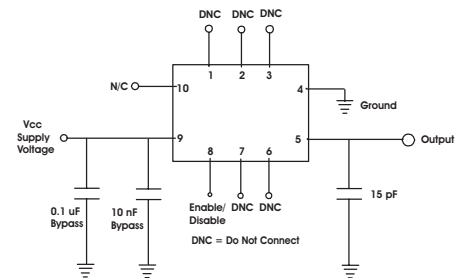 DNC DNC DNC
1 2 3
N/C 10 4
Ground
Vcc
Supply
Voltage
9 5 Output
8 7 6
Enable/
Disable
DNC DNC
0.1 uF
Bypass
10 nF
Bypass
15 pF
DNC = Do Not Connect